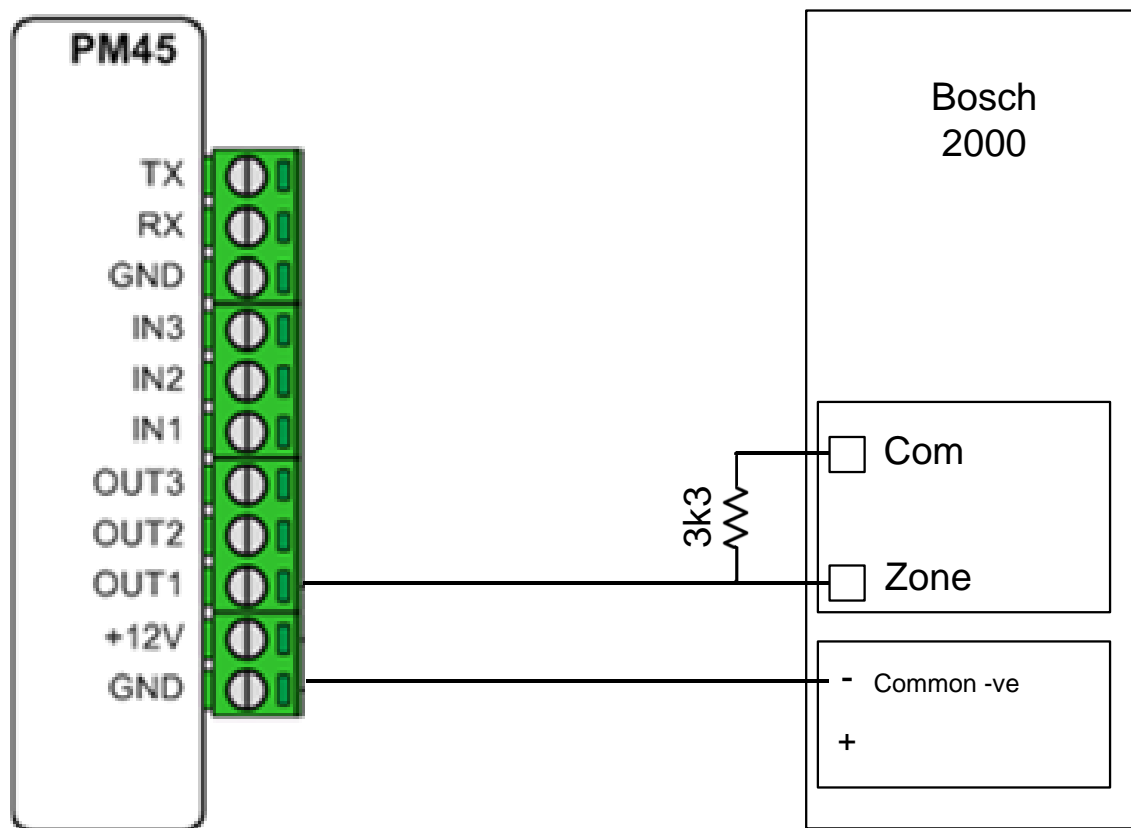 PM45
TX
RX
GND
IN3
IN2
IN1
OUT3
OUT2
OUT1
+12V
GND
3k3
Bosch
2000
Com
Zone
- Common -ve
+